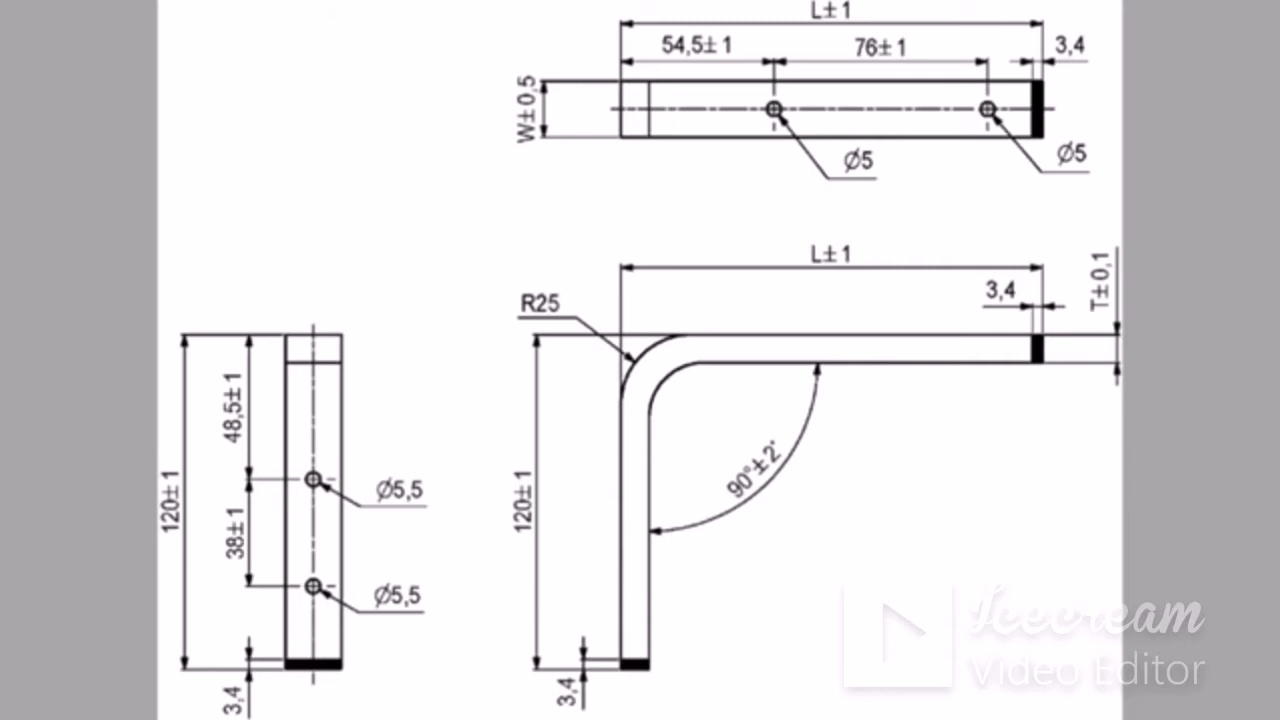 L±1
54,5±1
76±1
3,4
W±0,5
Ø5
Ø5
L±1
3,4
T±0,1
R25
120±1
48,5±1
38±1
Ø5,5
Ø5,5
3,4
120±1
90°±2°
3,4
Icecream
Video Editor